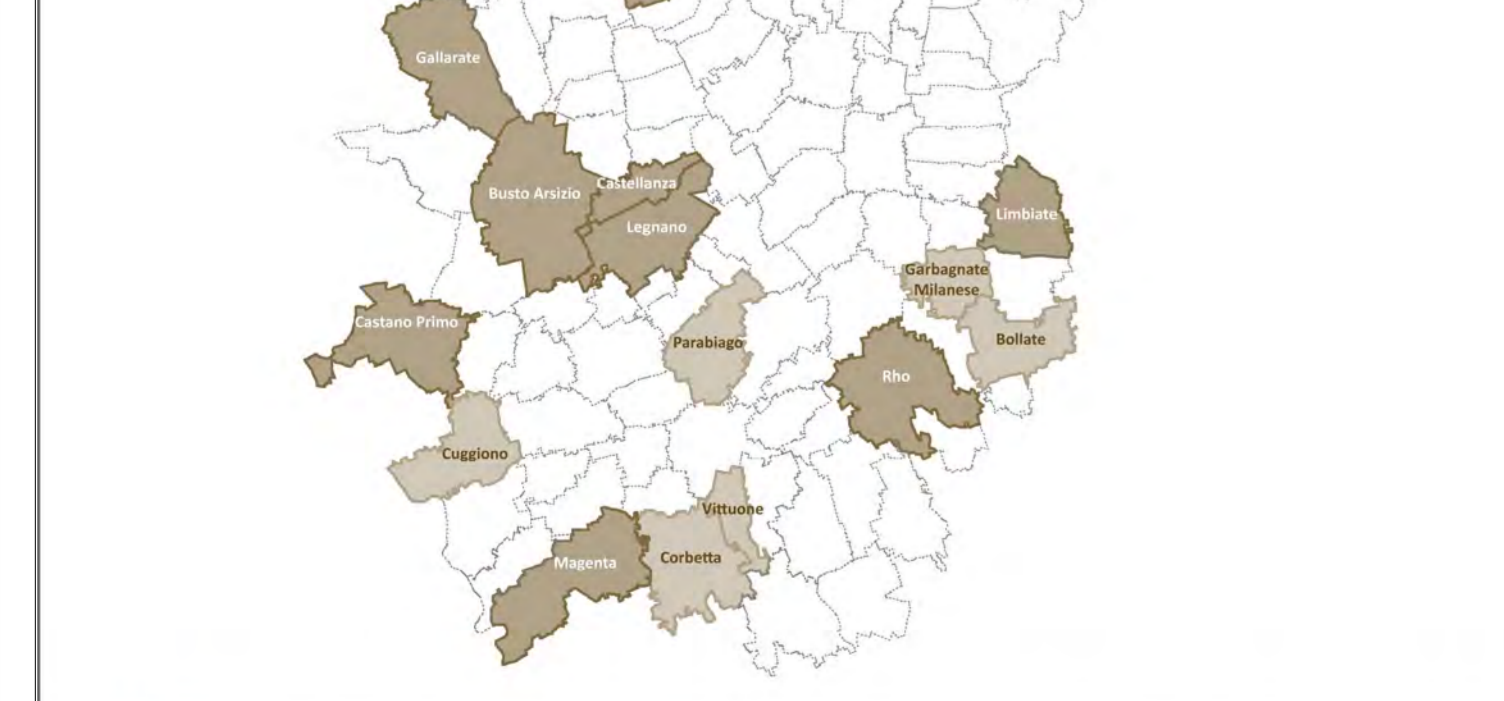 Gallarate
Busto Arsizio
Castellanza
Legnano
Limbiate
Garbagnate
Milanese
Castano Primo
Parabiago
Bollate
Rho
Cuggiono
Vittuone
Magenta
Corbetta